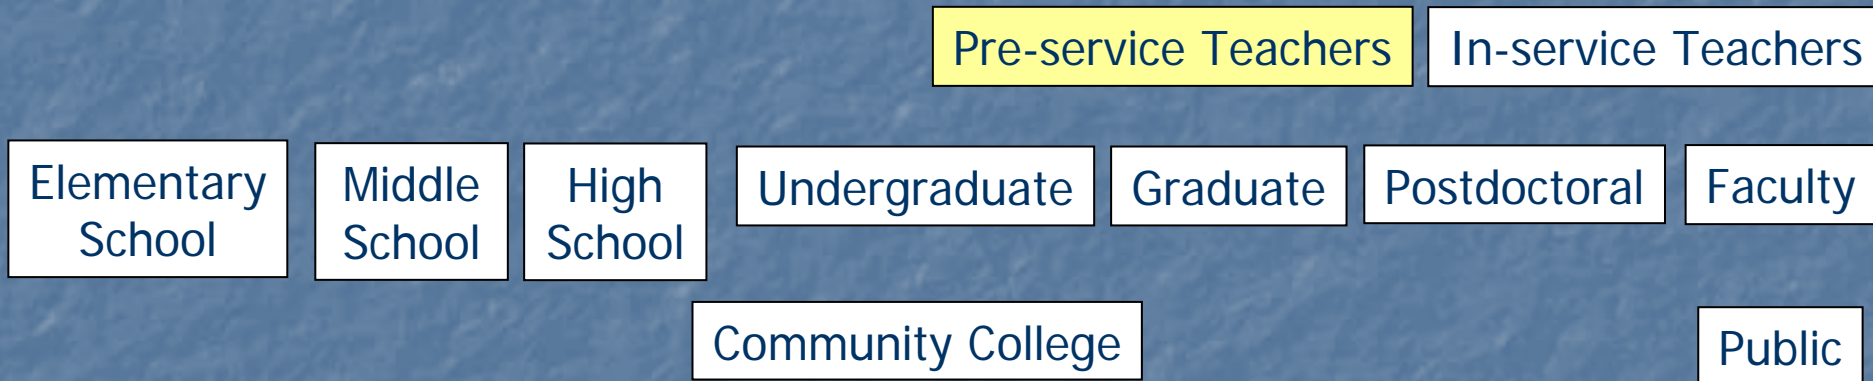 Pre-service Teachers
In-service Teachers
Elementary
School
Middle
School
High
School
Undergraduate
Graduate
Postdoctoral
Faculty
Community College
Public